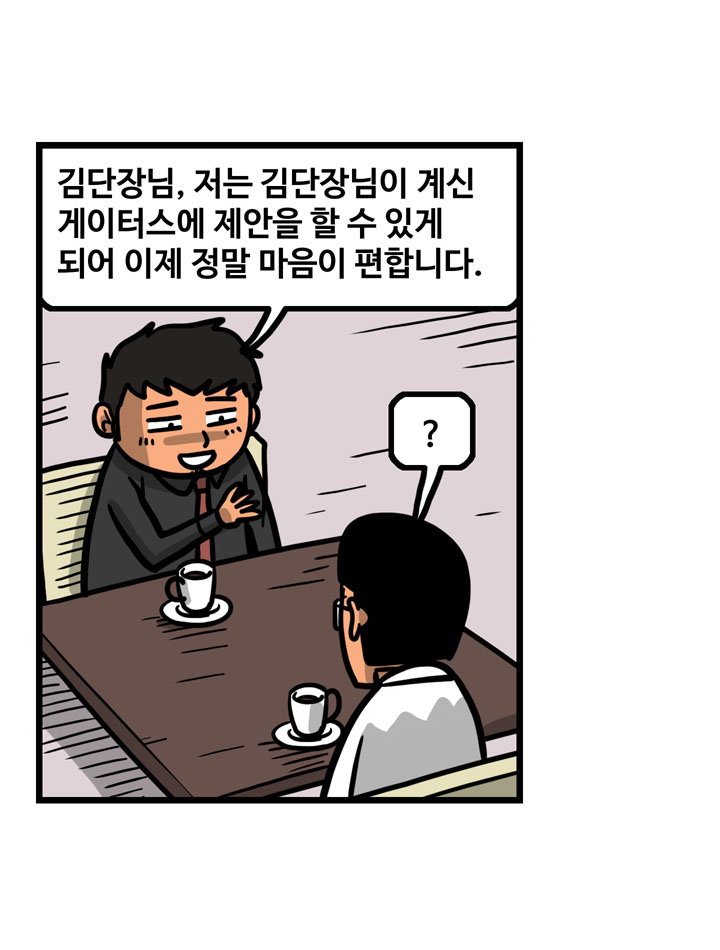 김단장님, 저는 김단장님이 계신
게이터스에 제안을 할 수 있게
되어 이제 정말 마음이 편합니다.
?